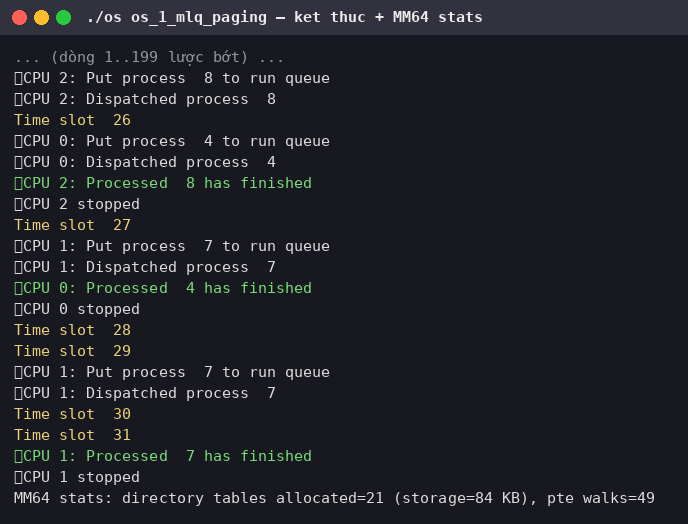 ./os os_1_mlq_paging — ket thuc + MM64 stats
... (dòng 1..199 lược bớt) ...
CPU 2: Put process  8 to run queue
CPU 2: Dispatched process  8
Time slot  26
CPU 0: Put process  4 to run queue
CPU 0: Dispatched process  4
CPU 2: Processed  8 has finished
CPU 2 stopped
Time slot  27
CPU 1: Put process  7 to run queue
CPU 1: Dispatched process  7
CPU 0: Processed  4 has finished
CPU 0 stopped
Time slot  28
Time slot  29
CPU 1: Put process  7 to run queue
CPU 1: Dispatched process  7
Time slot  30
Time slot  31
CPU 1: Processed  7 has finished
CPU 1 stopped
MM64 stats: directory tables allocated=21 (storage=84 KB), pte walks=49